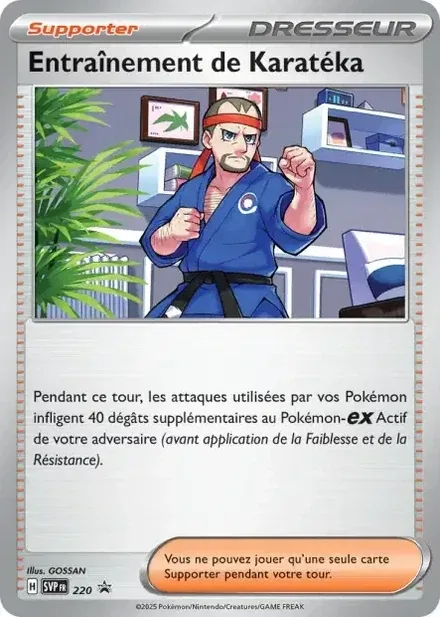 Supporter
DRESSEUR
Entraînement de Karatéka
Pendant ce tour, les attaques utilisées par vos Pokémon
infligent 40 dégâts supplémentaires au Pokémon-ex Actif
de votre adversaire (avant application de la Faiblesse et de la
Résistance).
Illus. GOSSAN
Vous ne pouvez jouer qu'une seule carte
Supporter pendant votre tour.
H SVP FR 220
©2025 Pokémon/Nintendo/Creatures/GAME FREAK